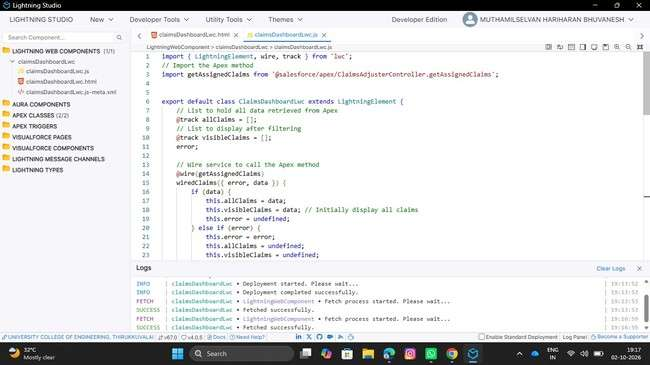 Lightning Studio
LIGHTNING STUDIO New Developer Tools Utility Tools Themes Developer Edition MUTHAMILSELVAN HARIHARAN BHUVANESH
Search Component...
claimsDashboardLwc.html claimsDashboardLwc.js
LightningWebComponent > claimsDashboardLwc > claimsDashboardLwc.js
LIGHTNING WEB COMPONENTS (1/1)
claimsDashboardLwc
claimsDashboardLwc.js
claimsDashboardLwc.html
claimsDashboardLwc.js-meta.xml
AURA COMPONENTS
APEX CLASSES (2/2)
APEX TRIGGERS
VISUALFORCE PAGES
VISUALFORCE COMPONENTS
LIGHTNING MESSAGE CHANNELS
LIGHTNING TYPES
1 import { LightningElement, wire, track } from 'lwc';
2 // Import the Apex method
3 import getAssignedClaims from '@salesforce/apex/ClaimsAdjusterController.getAssignedClaims';
4
5
6 export default class ClaimsDashboardLwc extends LightningElement {
7 // List to hold all data retrieved from Apex
8 @track allClaims = [];
9 // List to display after filtering
10 @track visibleClaims = [];
11 error;
12
13 // Wire service to call the Apex method
14 @wire(getAssignedClaims)
15 wiredClaims({ error, data }) {
16 if (data) {
17 this.allClaims = data;
18 this.visibleClaims = data; // Initially display all claims
19 this.error = undefined;
20 } else if (error) {
21 this.error = error;
22 this.allClaims = undefined;
23 this.visibleClaims = undefined;
Logs Clear Logs
INFO | claimsDashboardLwc • Deployment started. Please wait... | 19:13:52
INFO | claimsDashboardLwc • Deployment completed successfully. | 19:13:53
FETCH | claimsDashboardLwc • LightningWebComponent • Fetch process started. Please wait... | 19:13:53
SUCCESS | claimsDashboardLwc • Fetched successfully. | 19:13:54
FETCH | claimsDashboardLwc • LightningWebComponent • Fetch process started. Please wait...
SUCCESS | claimsDashboardLwc • Fetched successfully.
UNIVERSITY COLLEGE OF ENGINEERING, THIRUKKUVALAI v67.0 v4.0.5 Docs Need Help? Enable Standard Deployment Log Panel Become a Supporter
32°C
Mostly clear
Search
ENG
IN
19:17
02-10-2026